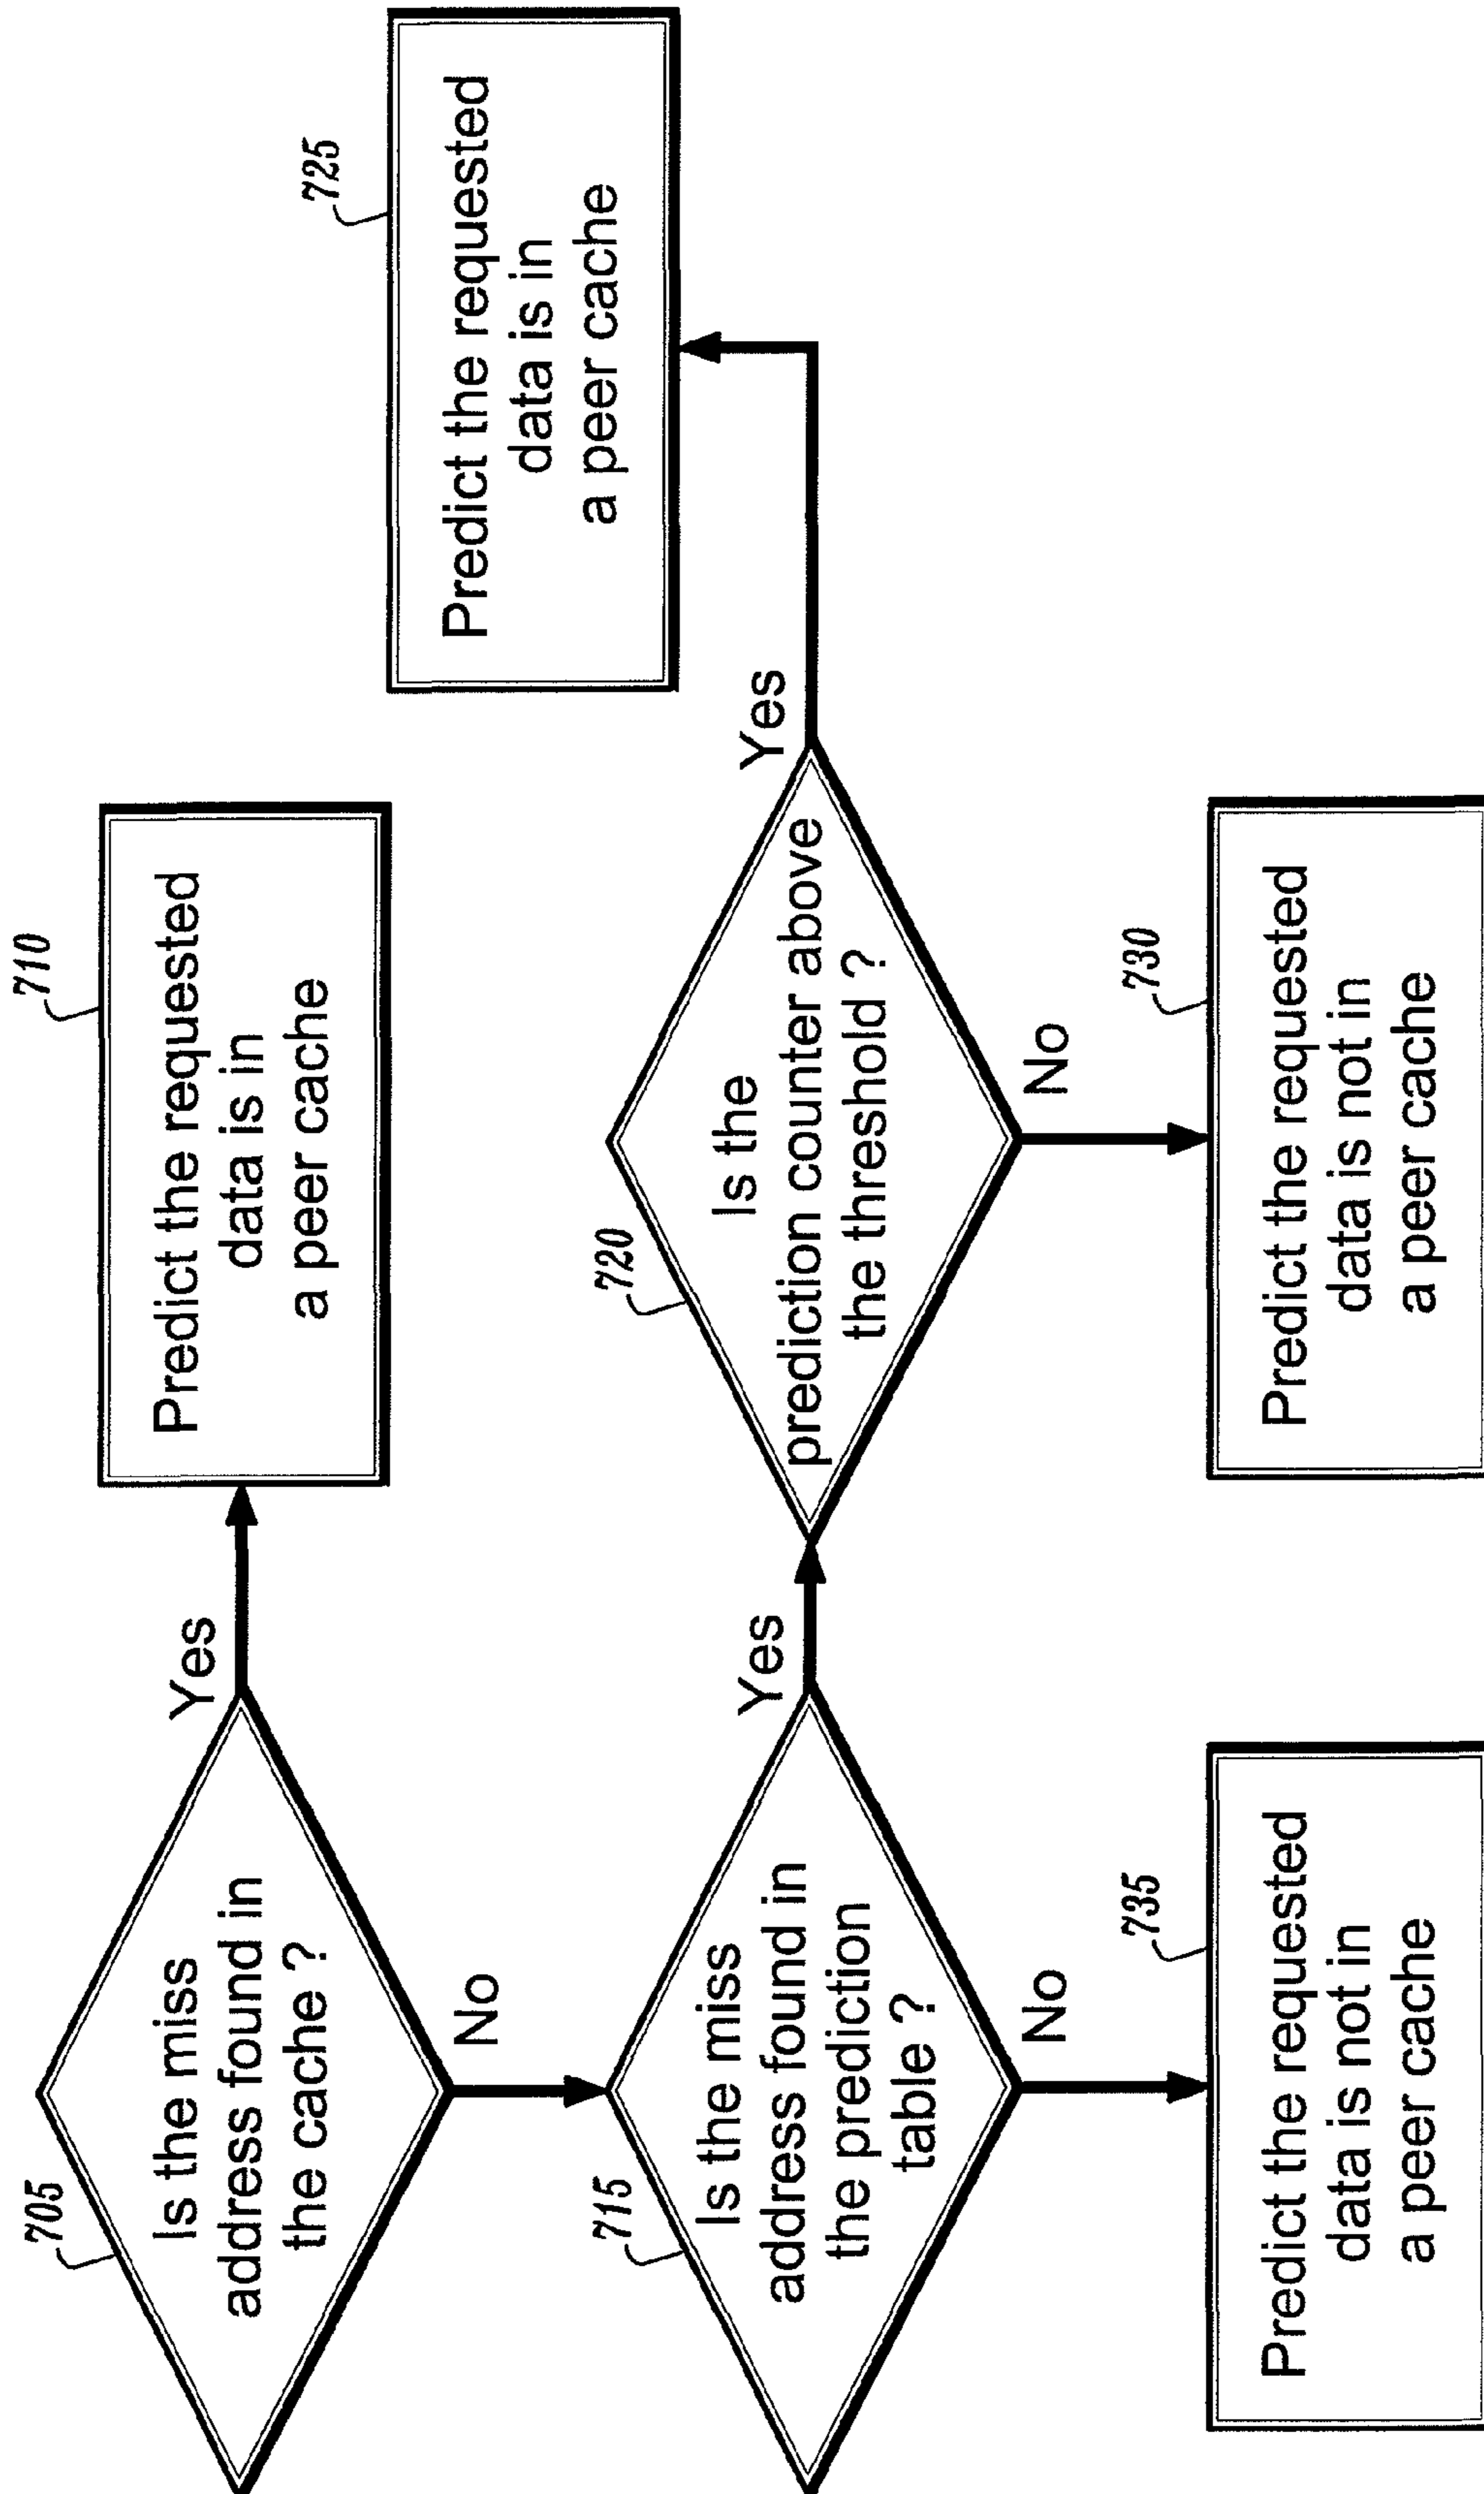 705
Is the miss
address found in
the cache ?
Yes
710
Predict the requested
data is in
a peer cache
No
715
Is the miss
address found in
the prediction
table ?
Yes
720
Is the
prediction counter above
the threshold ?
Yes
725
Predict the requested
data is in
a peer cache
No
735
Predict the requested
data is not in
a peer cache
No
730
Predict the requested
data is not in
a peer cache